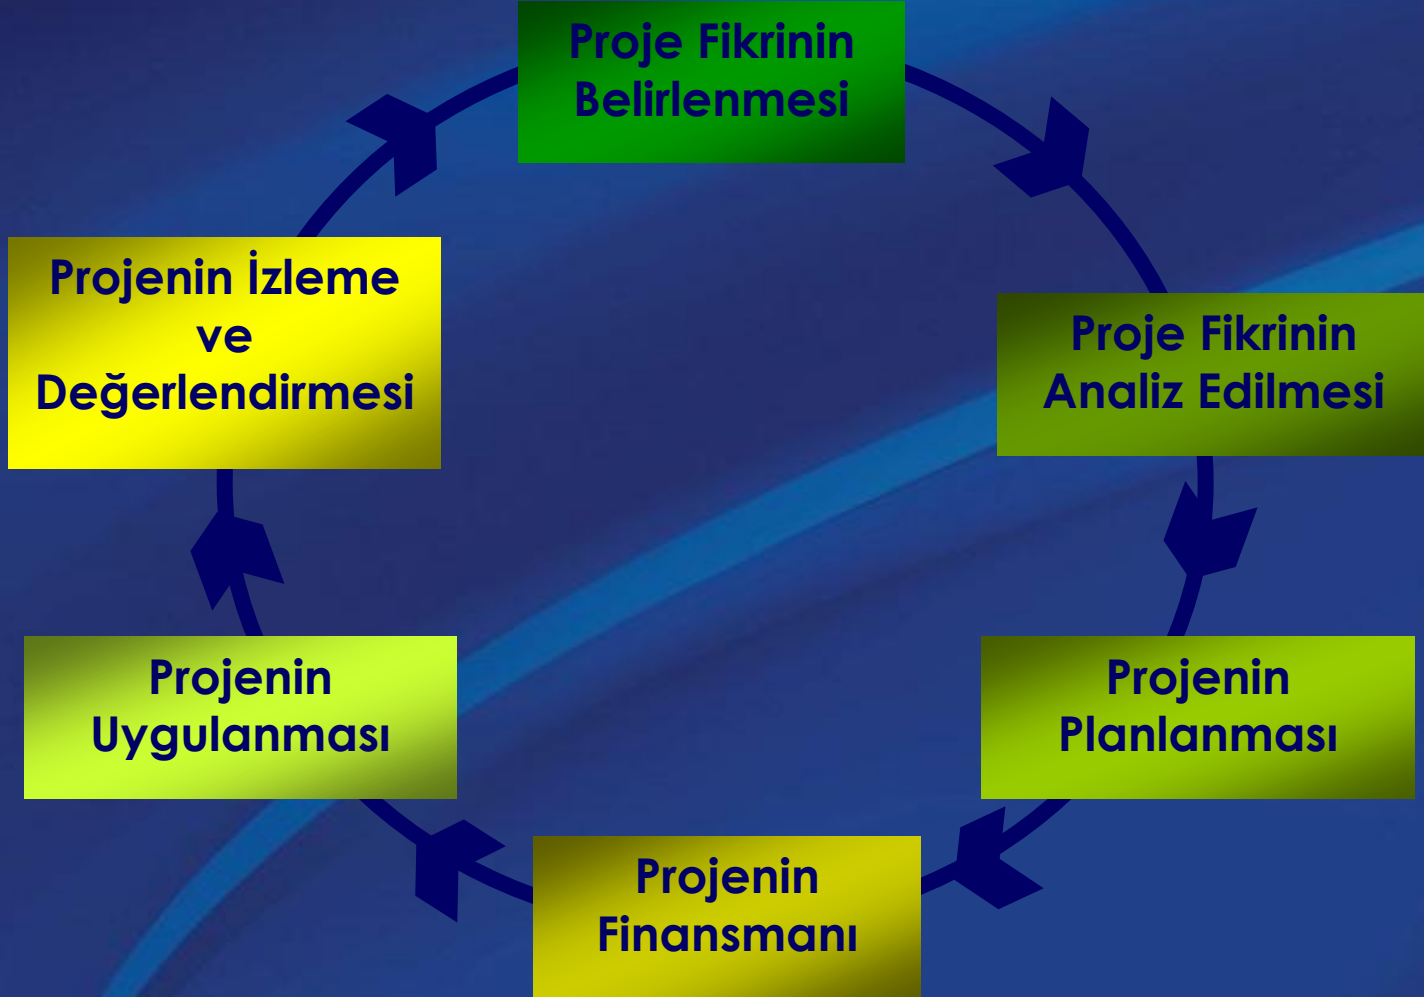 Proje Fikrinin
Belirlenmesi
Proje Fikrinin
Analiz Edilmesi
Projenin
Planlanması
Projenin
Finansmanı
Projenin
Uygulanması
Projenin İzleme
ve
Değerlendirmesi